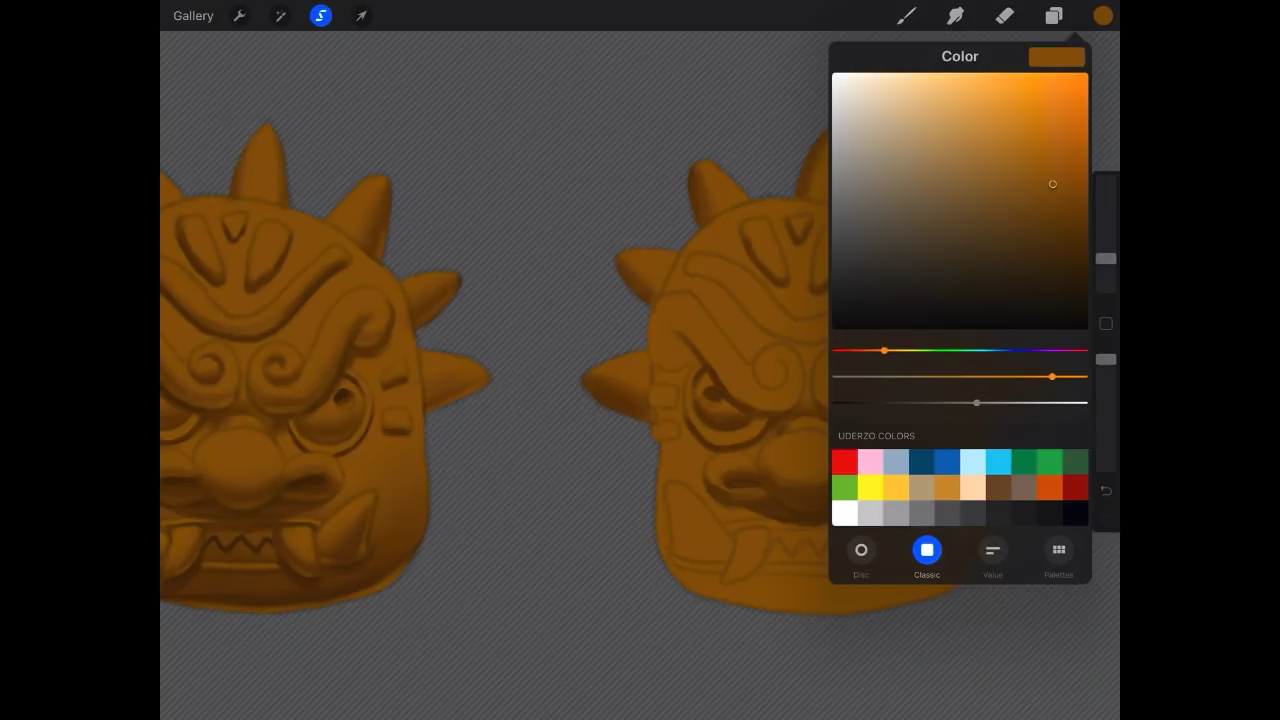 Gallery
Color
UDERZO COLORS
Disc
Classic
Value
Palettes